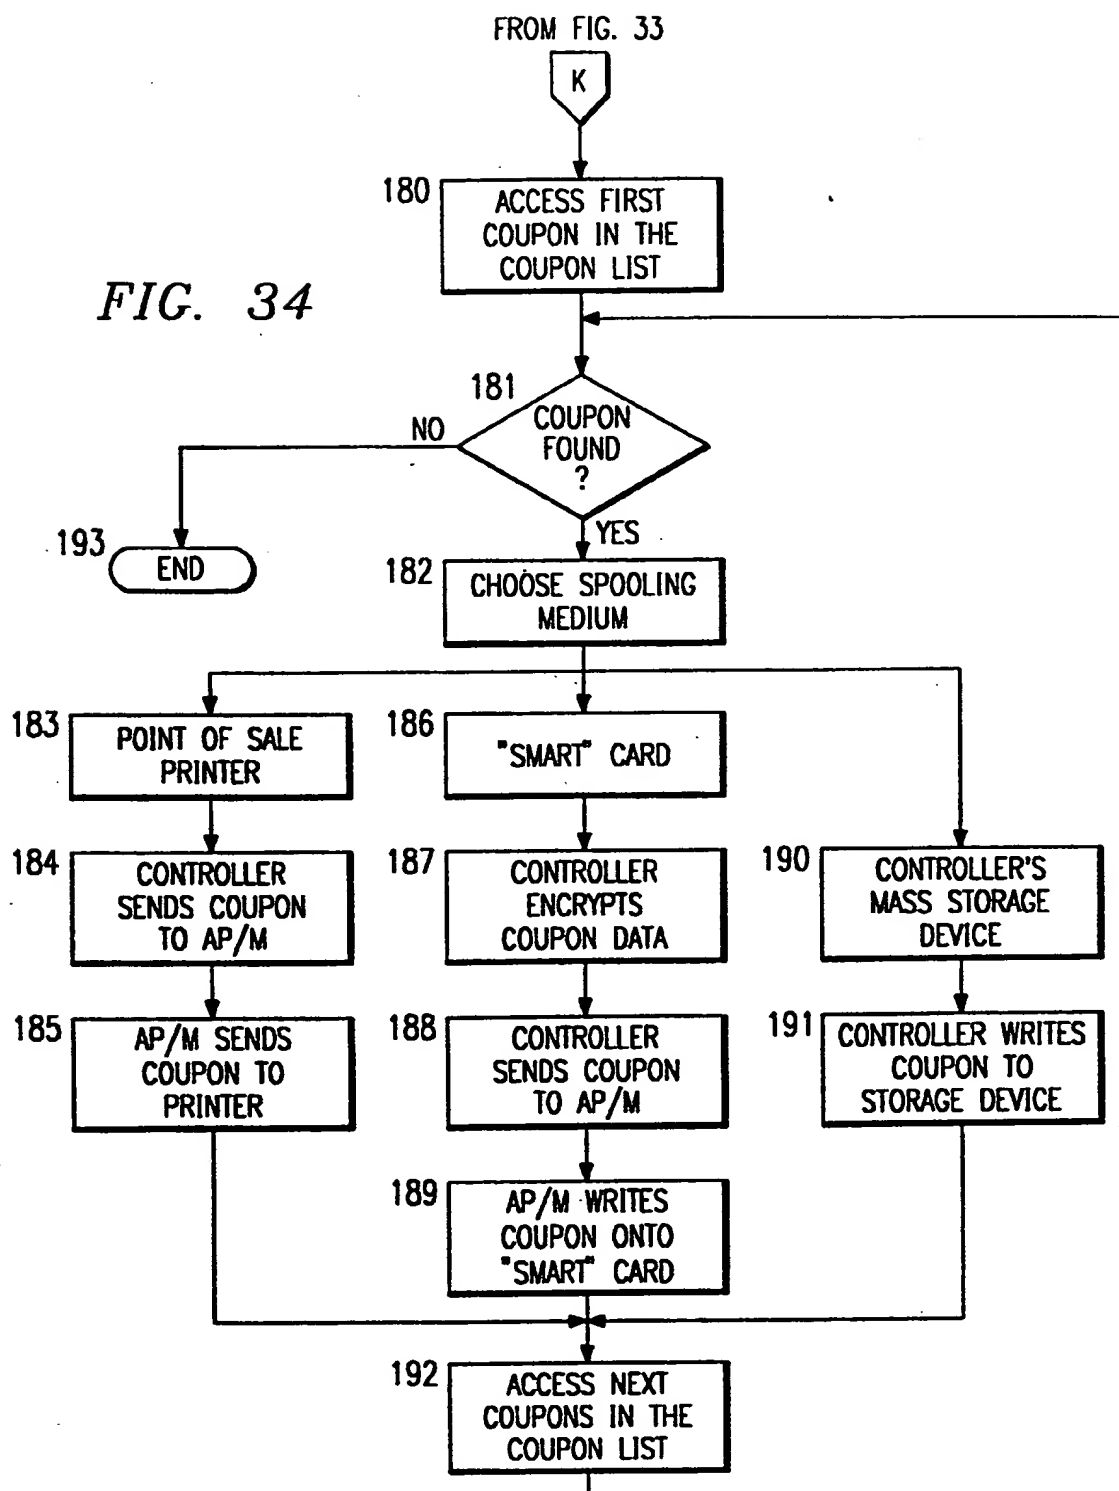 FROM FIG. 33
K
180
ACCESS FIRST
COUPON IN THE
COUPON LIST
FIG. 34
181
COUPON
FOUND
?
NO
YES
193
END
182
CHOOSE SPOOLING
MEDIUM
183
POINT OF SALE
PRINTER
184
CONTROLLER
SENDS COUPON
TO AP/M
185
AP/M SENDS
COUPON TO
PRINTER
186
"SMART" CARD
187
CONTROLLER
ENCRYPTS
COUPON DATA
188
CONTROLLER
SENDS COUPON
TO AP/M
189
AP/M WRITES
COUPON ONTO
"SMART" CARD
190
CONTROLLER'S
MASS STORAGE
DEVICE
191
CONTROLLER WRITES
COUPON TO
STORAGE DEVICE
192
ACCESS NEXT
COUPONS IN THE
COUPON LIST